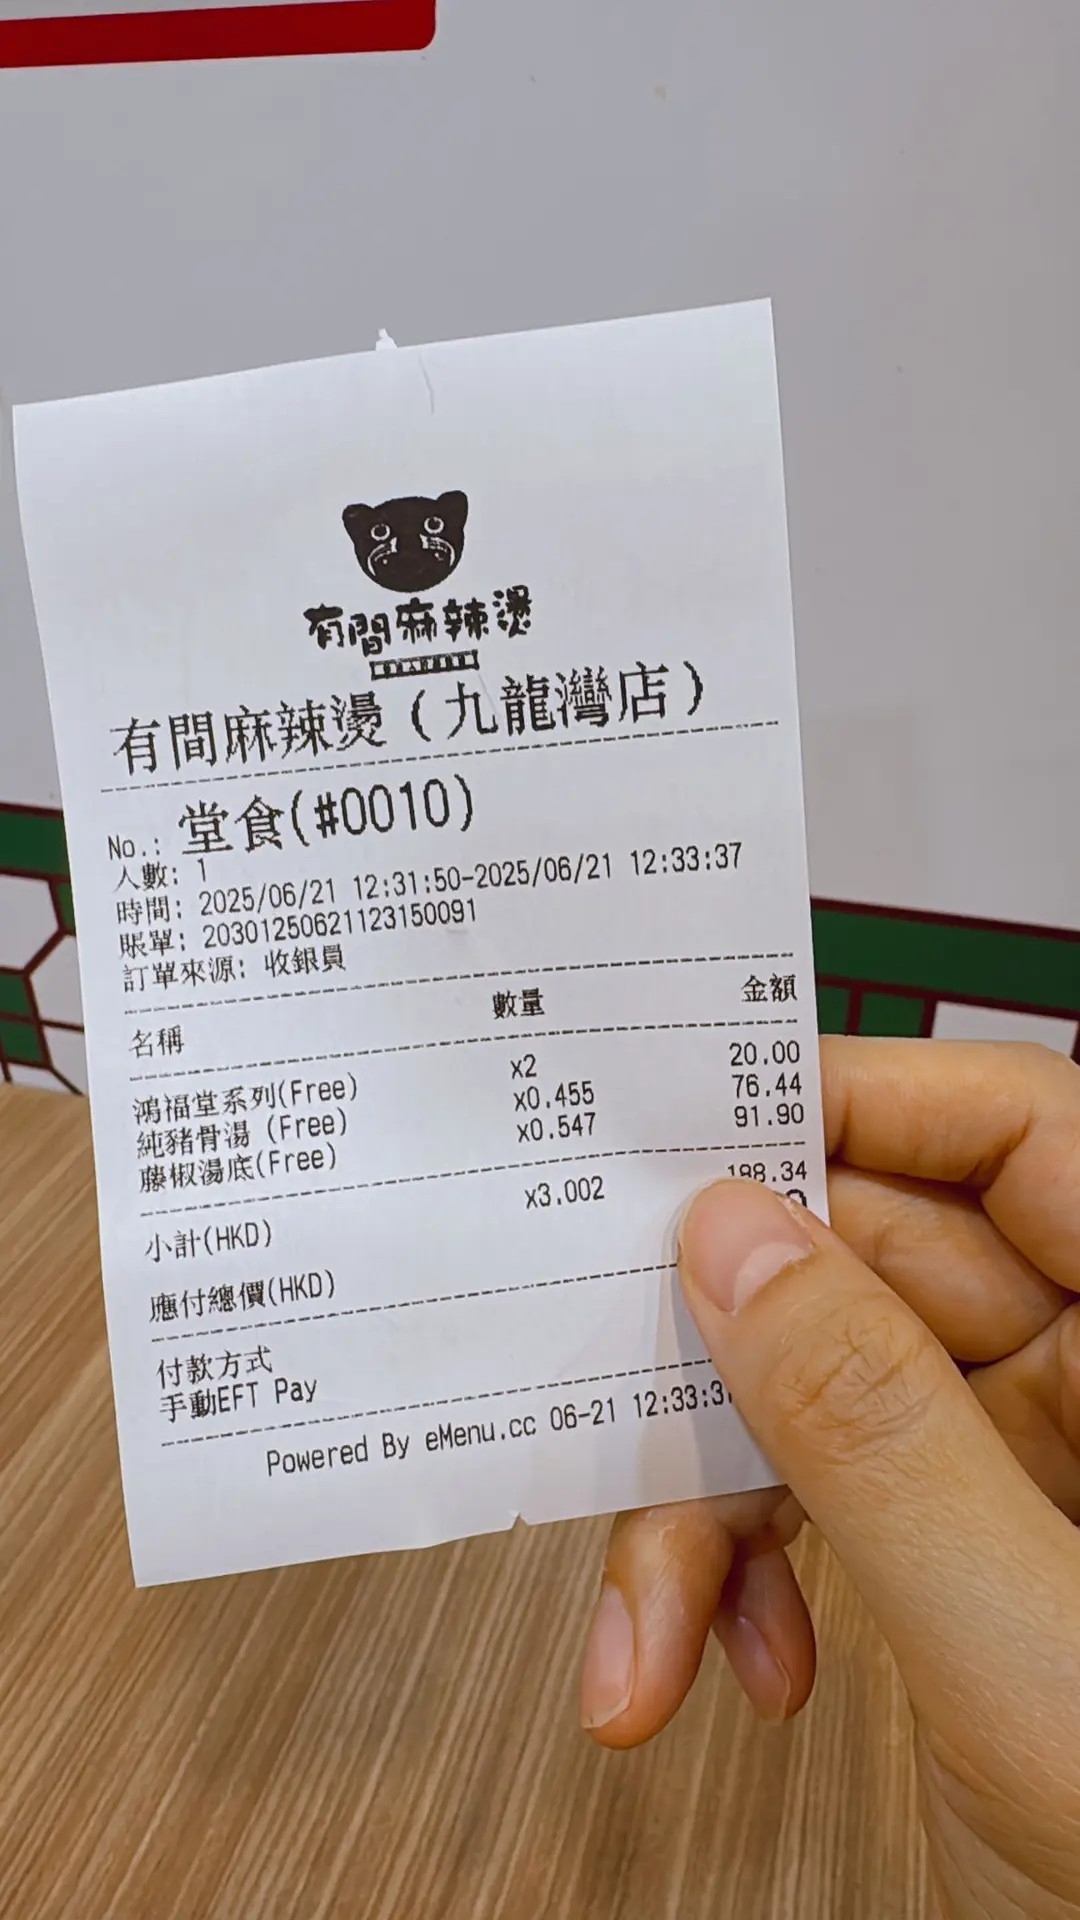 有間麻辣燙
有間麻辣燙(九龍灣店)
No.: 堂食(#0010)
人數: 1
時間: 2025/06/21 12:31:50-2025/06/21 12:33:37
賬單: 20301250621123150091
訂單來源: 收銀員
名稱 數量 金額
鴻福堂系列(Free) x2 20.00
純豬骨湯 (Free) x0.455 76.44
藤椒湯底(Free) x0.547 91.90
小計(HKD) x3.002 188.34
應付總價(HKD)
付款方式
手動EFT Pay
Powered By eMenu.cc 06-21 12:33:37